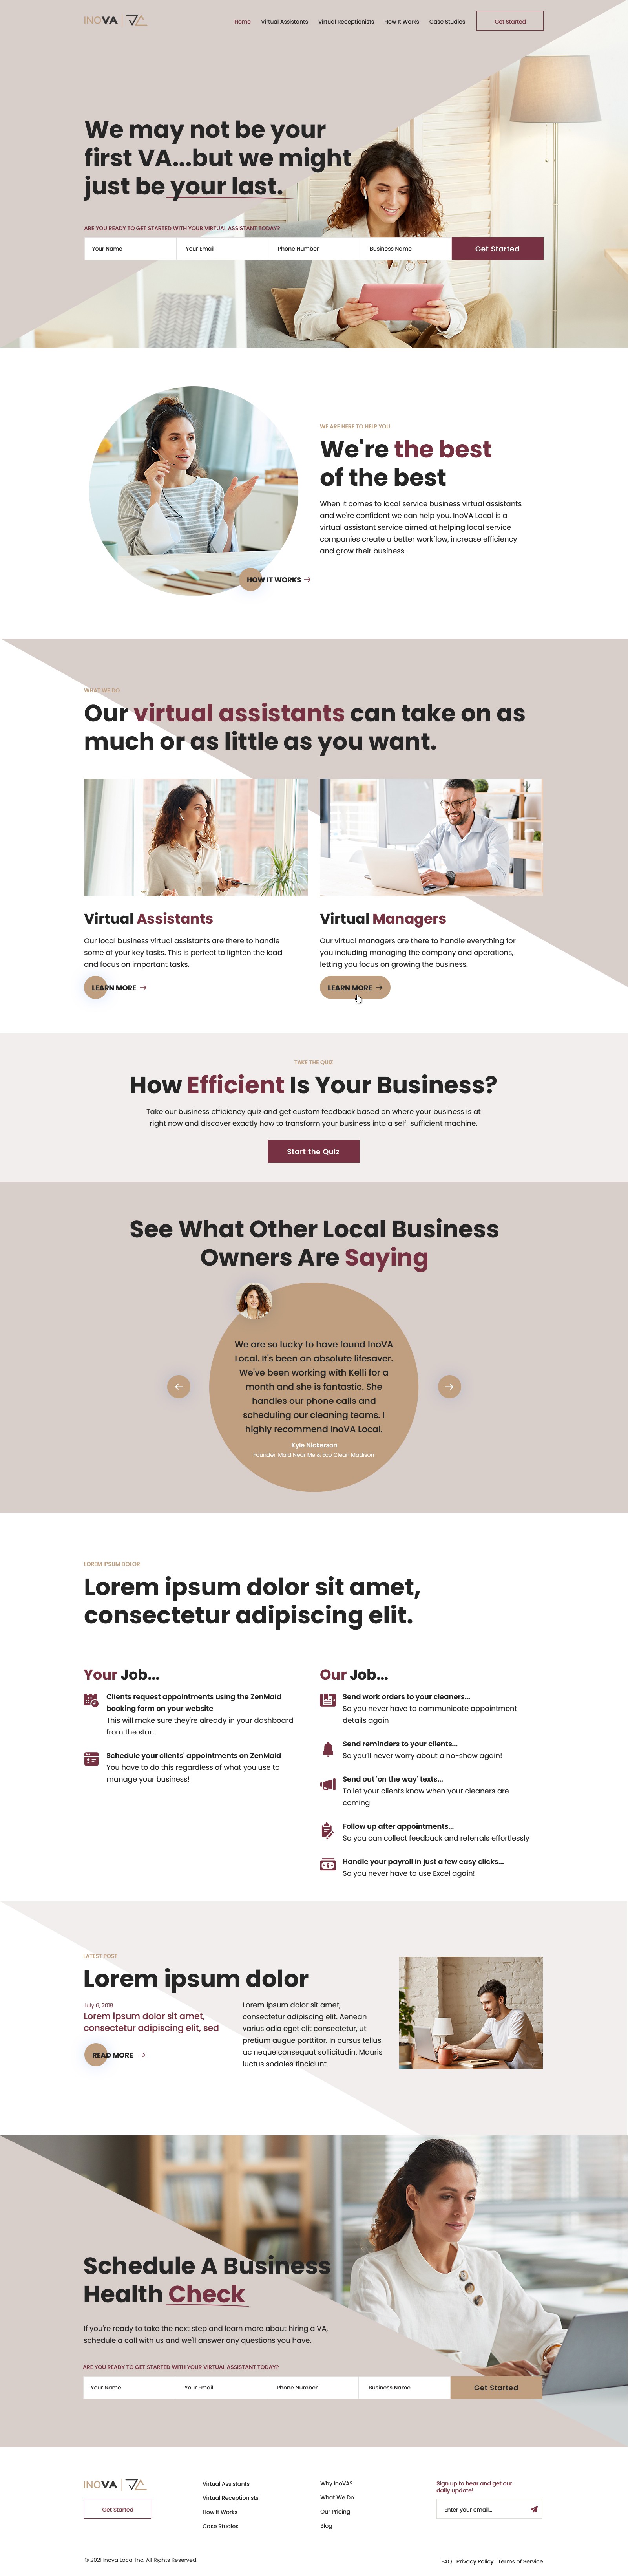 INOVA
Home Virtual Assistants Virtual Receptionists How It Works Case Studies Get Started
We may not be your
first VA...but we might
just be your last.
ARE YOU READY TO GET STARTED WITH YOUR VIRTUAL ASSISTANT TODAY?
Your Name Your Email Phone Number Business Name Get Started
WE ARE HERE TO HELP YOU
We're the best
of the best
When it comes to local service business virtual assistants
and we're confident we can help you. InoVA Local is a
virtual assistant service aimed at helping local service
companies create a better workflow, increase efficiency
and grow their business.
HOW IT WORKS →
WHAT WE DO
Our virtual assistants can take on as
much or as little as you want.
Virtual Assistants
Our local business virtual assistants are there to handle
some of your key tasks. This is perfect to lighten the load
and focus on important tasks.
LEARN MORE →
Virtual Managers
Our virtual managers are there to handle everything for
you including managing the company and operations,
letting you focus on growing the business.
LEARN MORE →
TAKE THE QUIZ
How Efficient Is Your Business?
Take our business efficiency quiz and get custom feedback based on where your business is at
right now and discover exactly how to transform your business into a self-sufficient machine.
Start the Quiz
See What Other Local Business
Owners Are Saying
We are so lucky to have found InoVA
Local. It's been an absolute lifesaver.
We've been working with Kelli for a
month and she is fantastic. She
handles our phone calls and
scheduling our cleaning teams. I
highly recommend InoVA Local.
Kyle Nickerson
Founder, Maid Near Me & Eco Clean Madison
LOREM IPSUM DOLOR
Lorem ipsum dolor sit amet,
consectetur adipiscing elit.
Your Job...
Clients request appointments using the ZenMaid
booking form on your website
This will make sure they're already in your dashboard
from the start.
Schedule your clients' appointments on ZenMaid
You have to do this regardless of what you use to
manage your business!
Our Job...
Send work orders to your cleaners...
So you never have to communicate appointment
details again
Send reminders to your clients...
So you'll never worry about a no-show again!
Send out 'on the way' texts...
To let your clients know when your cleaners are
coming
Follow up after appointments...
So you can collect feedback and referrals effortlessly
Handle your payroll in just a few easy clicks...
So you never have to use Excel again!
LATEST POST
Lorem ipsum dolor
July 6, 2018
Lorem ipsum dolor sit amet,
consectetur adipiscing elit, sed
READ MORE →
Lorem ipsum dolor sit amet,
consectetur adipiscing elit. Aenean
varius odio eget elit consectetur, ut
pretium augue porttitor. In cursus tellus
ac neque consequat sollicitudin. Mauris
luctus sodales tincidunt.
Schedule A Business
Health Check
If you're ready to take the next step and learn more about hiring a VA,
schedule a call with us and we'll answer any questions you have.
ARE YOU READY TO GET STARTED WITH YOUR VIRTUAL ASSISTANT TODAY?
Your Name Your Email Phone Number Business Name Get Started
INOVA
Get Started
Virtual Assistants
Virtual Receptionists
How It Works
Case Studies
Why InoVA?
What We Do
Our Pricing
Blog
Sign up to hear and get our
daily update!
Enter your email...
© 2021 Inova Local Inc. All Rights Reserved.
FAQ Privacy Policy Terms of Service